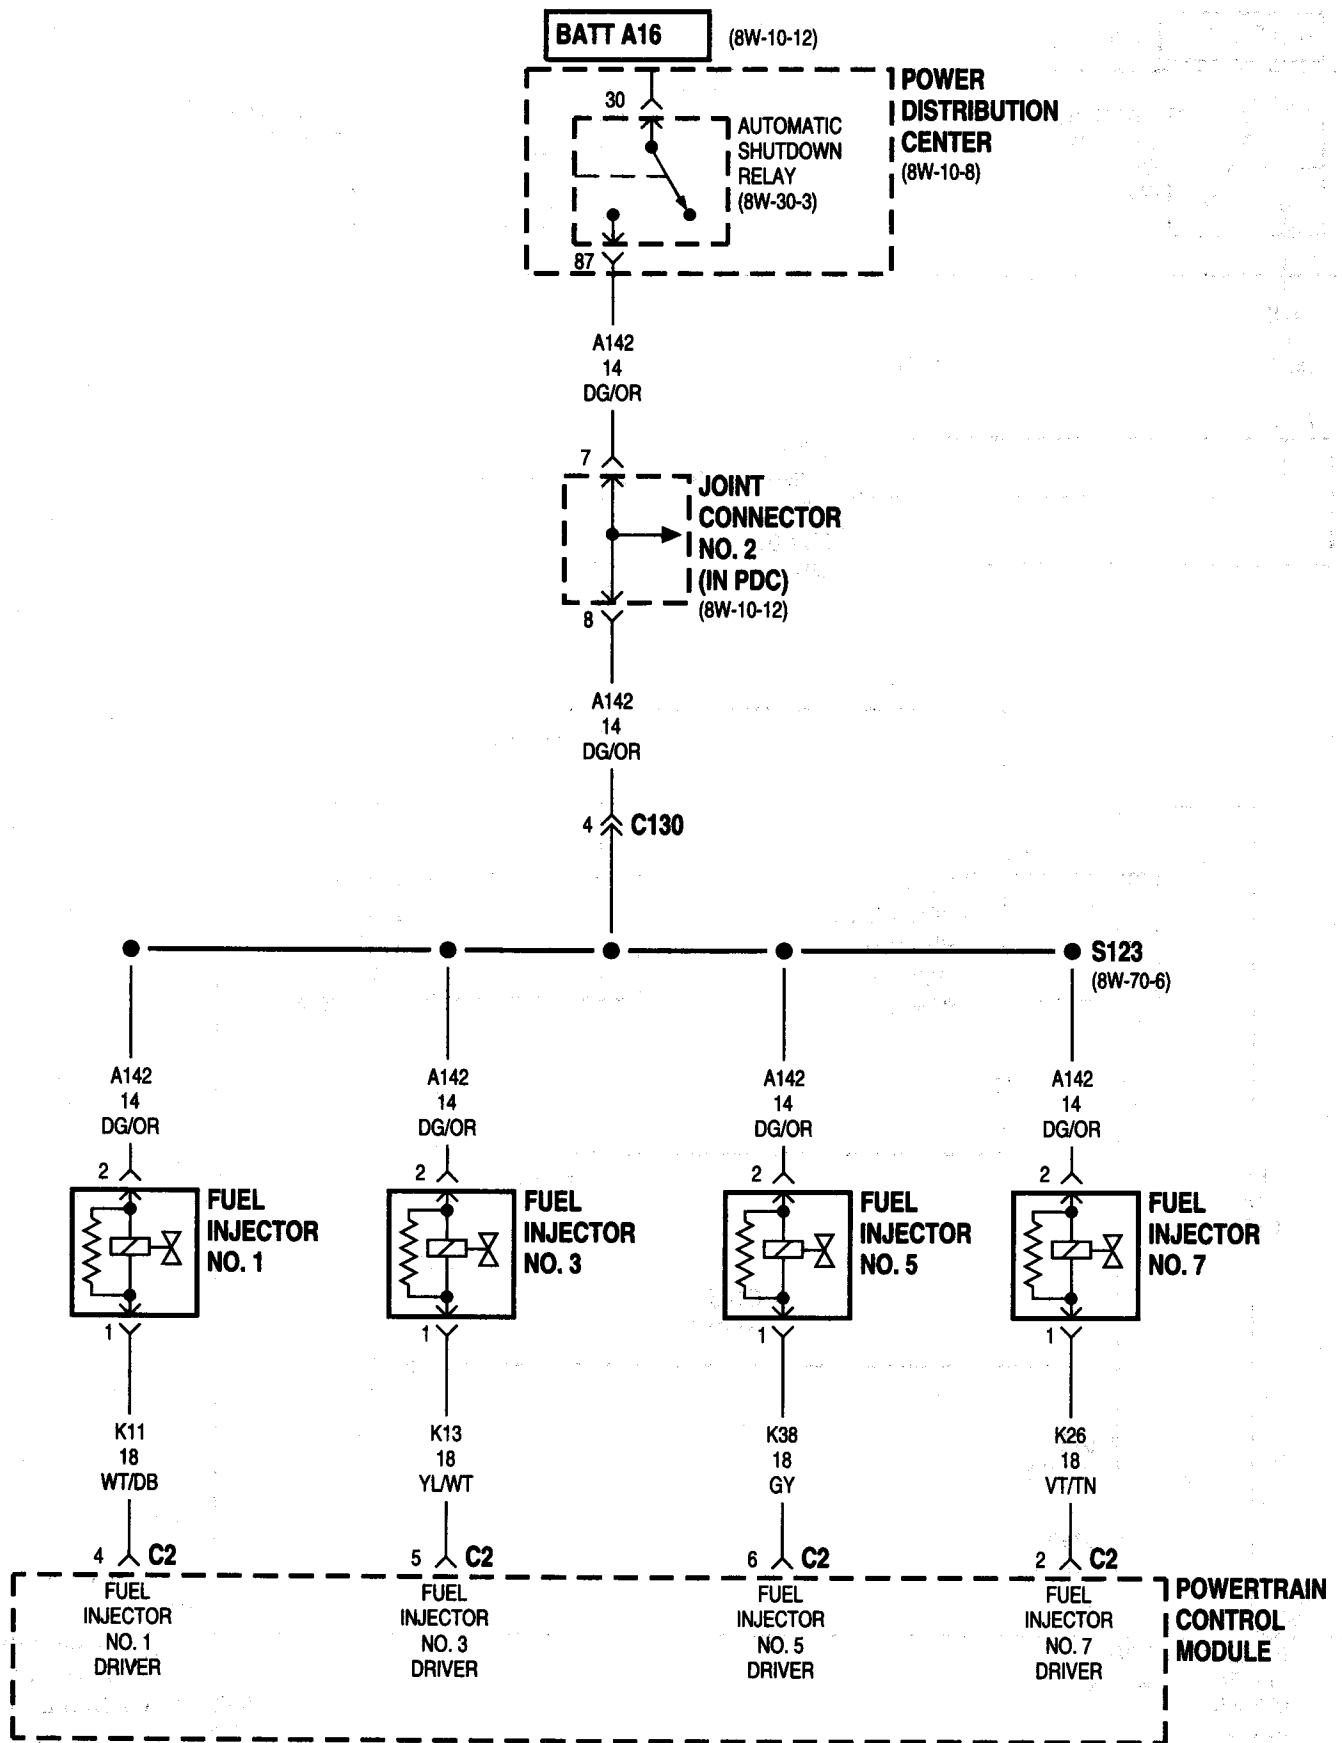 BATT A16 (8W-10-12)
POWER
DISTRIBUTION
CENTER
(8W-10-8)
30
AUTOMATIC
SHUTDOWN
RELAY
(8W-30-3)
87
A142
14
DG/OR
7
JOINT
CONNECTOR
NO. 2
(IN PDC)
(8W-10-12)
8
A142
14
DG/OR
4 C130
S123
(8W-70-6)
A142 A142 A142 A142
14 14 14 14
DG/OR DG/OR DG/OR DG/OR
2 2 2 2
FUEL
INJECTOR
NO. 1
FUEL
INJECTOR
NO. 3
FUEL
INJECTOR
NO. 5
FUEL
INJECTOR
NO. 7
1 1 1 1
K11 K13 K38 K26
18 18 18 18
WT/DB YL/WT GY VT/TN
4 C2 5 C2 6 C2 2 C2
FUEL
INJECTOR
NO. 1
DRIVER
FUEL
INJECTOR
NO. 3
DRIVER
FUEL
INJECTOR
NO. 5
DRIVER
FUEL
INJECTOR
NO. 7
DRIVER
POWERTRAIN
CONTROL
MODULE